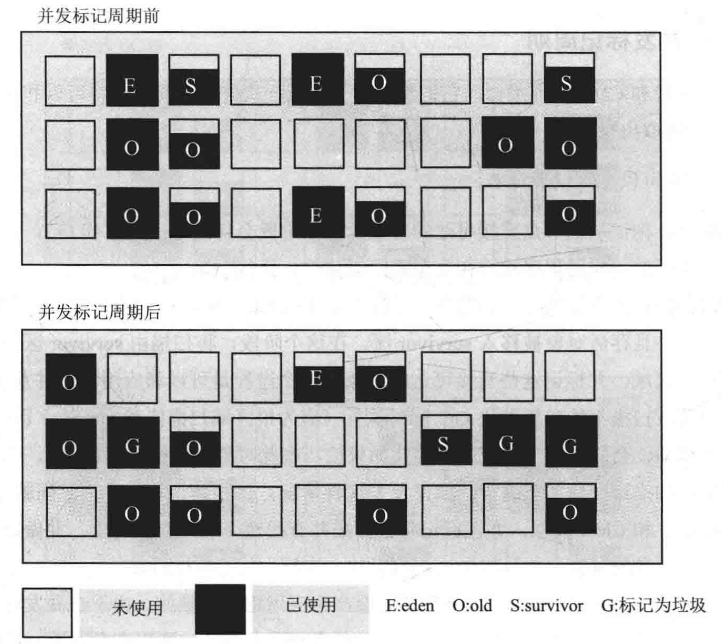 并发标记周期前
E S E O S
O O O O
O O E O O
并发标记周期后
O E O
O G O S G G
O O O O
未使用 已使用 E:eden O:old S:survivor G:标记为垃圾